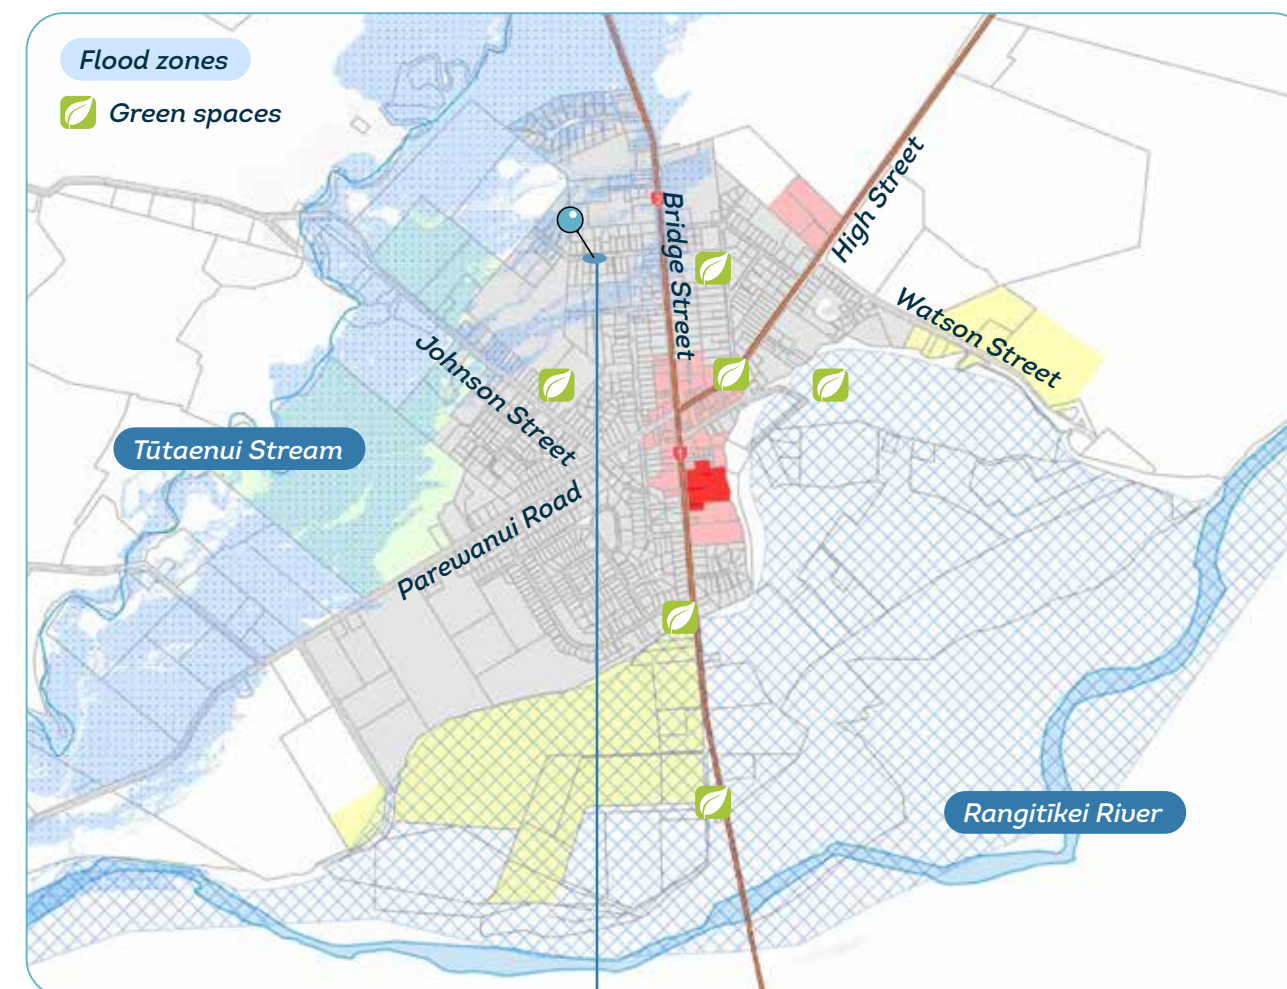 Flood zones
Green spaces
High Street
Bridge Street
Watson Street
Johnson Street
Tūtaenui Stream
Parewanui Road
Rangitīkei River